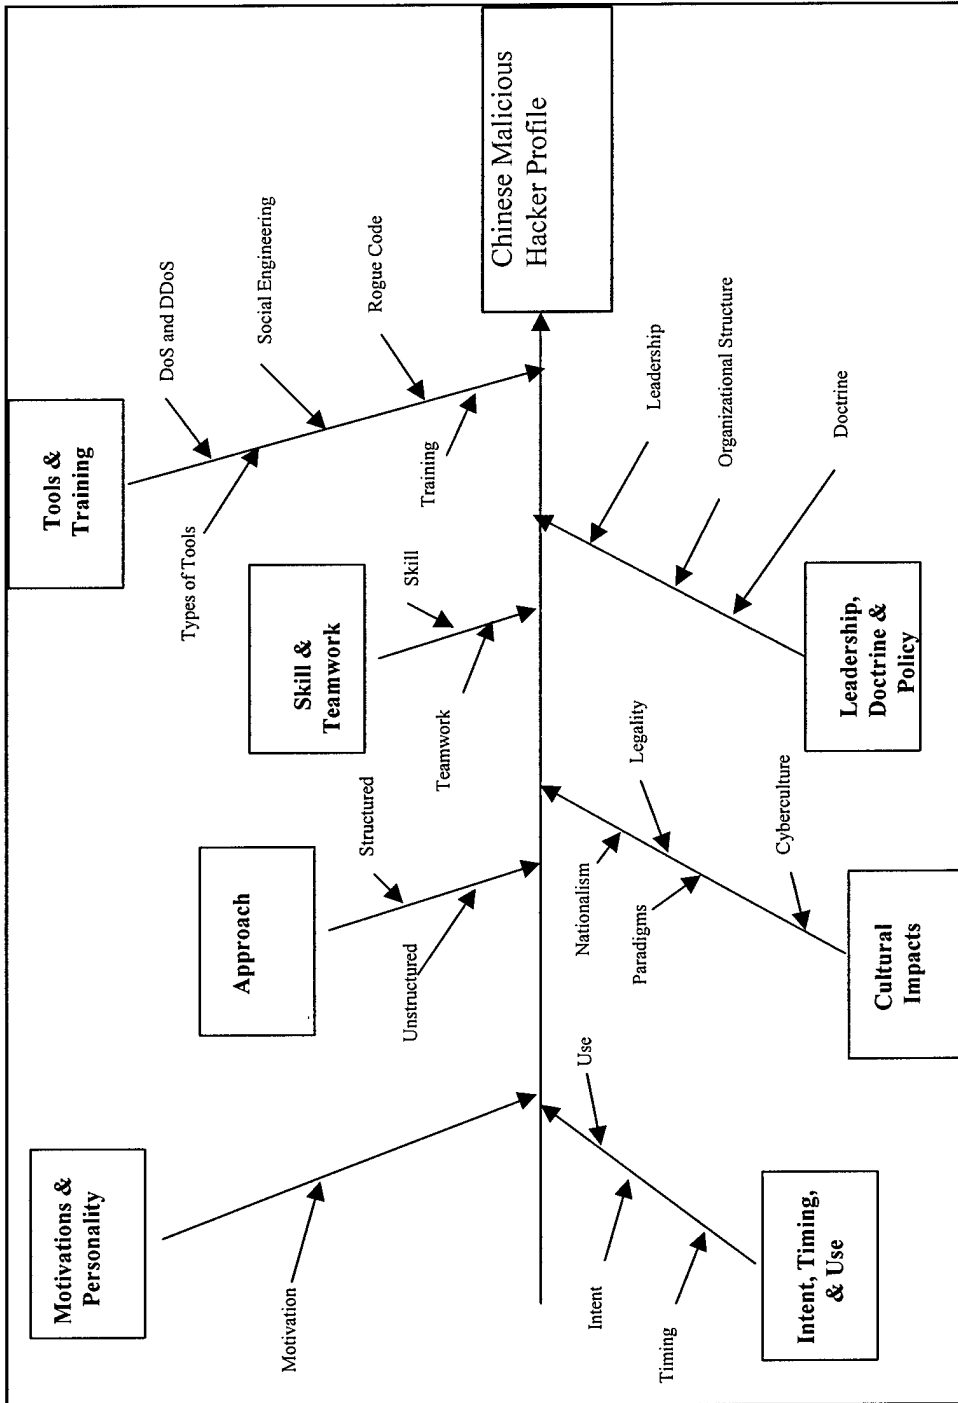 Motivations &
Personality
Approach
Skill &
Teamwork
Tools &
Training
Motivation
Structured
Unstructured
Skill
Teamwork
DoS and DDoS
Types of Tools
Social Engineering
Rogue Code
Training
Chinese Malicious
Hacker Profile
Use
Intent
Timing
Nationalism
Legality
Paradigms
Cyberculture
Leadership
Organizational Structure
Doctrine
Intent, Timing,
& Use
Cultural
Impacts
Leadership,
Doctrine &
Policy